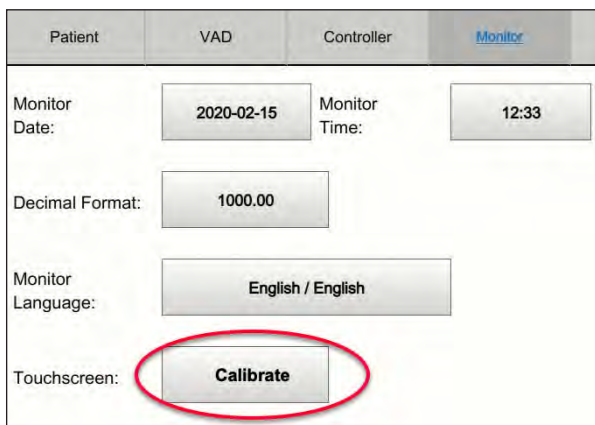 Patient VAD Controller Monitor
Monitor Date: 2020-02-15 Monitor Time: 12:33
Decimal Format: 1000.00
Monitor Language: English / English
Touchscreen: Calibrate